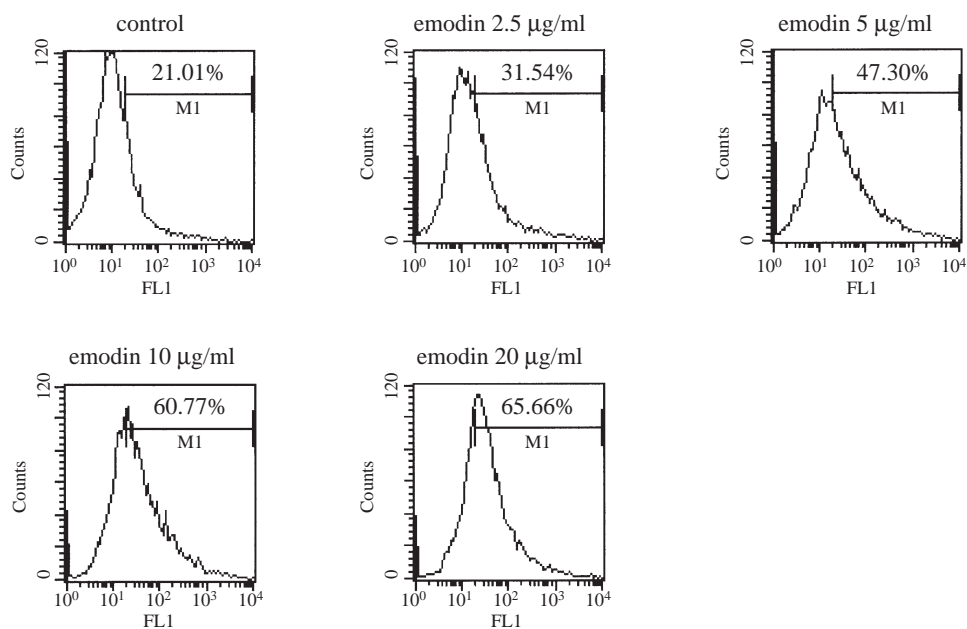 control
120
21.01%
M1
Counts
0
10⁰ 10¹ 10² 10³ 10⁴
FL1
emodin 2.5 μg/ml
120
31.54%
M1
Counts
0
10⁰ 10¹ 10² 10³ 10⁴
FL1
emodin 5 μg/ml
120
47.30%
M1
Counts
0
10⁰ 10¹ 10² 10³ 10⁴
FL1
emodin 10 μg/ml
120
60.77%
M1
Counts
0
10⁰ 10¹ 10² 10³ 10⁴
FL1
emodin 20 μg/ml
120
65.66%
M1
Counts
0
10⁰ 10¹ 10² 10³ 10⁴
FL1